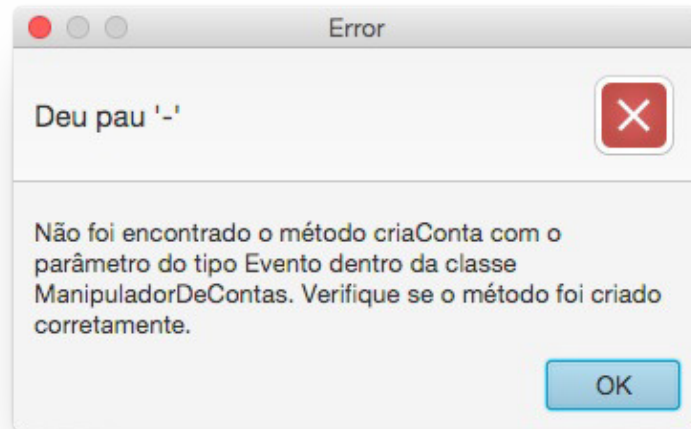 Error
Deu pau '-'
Não foi encontrado o método criaConta com o
parâmetro do tipo Evento dentro da classe
ManipuladorDeContas. Verifique se o método foi criado
corretamente.
OK